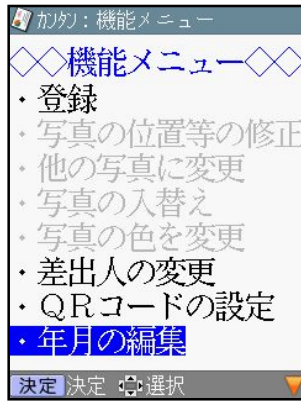 カンタン：機能メニュー
◇◇機能メニュー◇◇
・登録
・写真の位置等の修正
・他の写真に変更
・写真の入替え
・写真の色を変更
・差出人の変更
・QRコードの設定
・年月の編集
決定 決定 選択